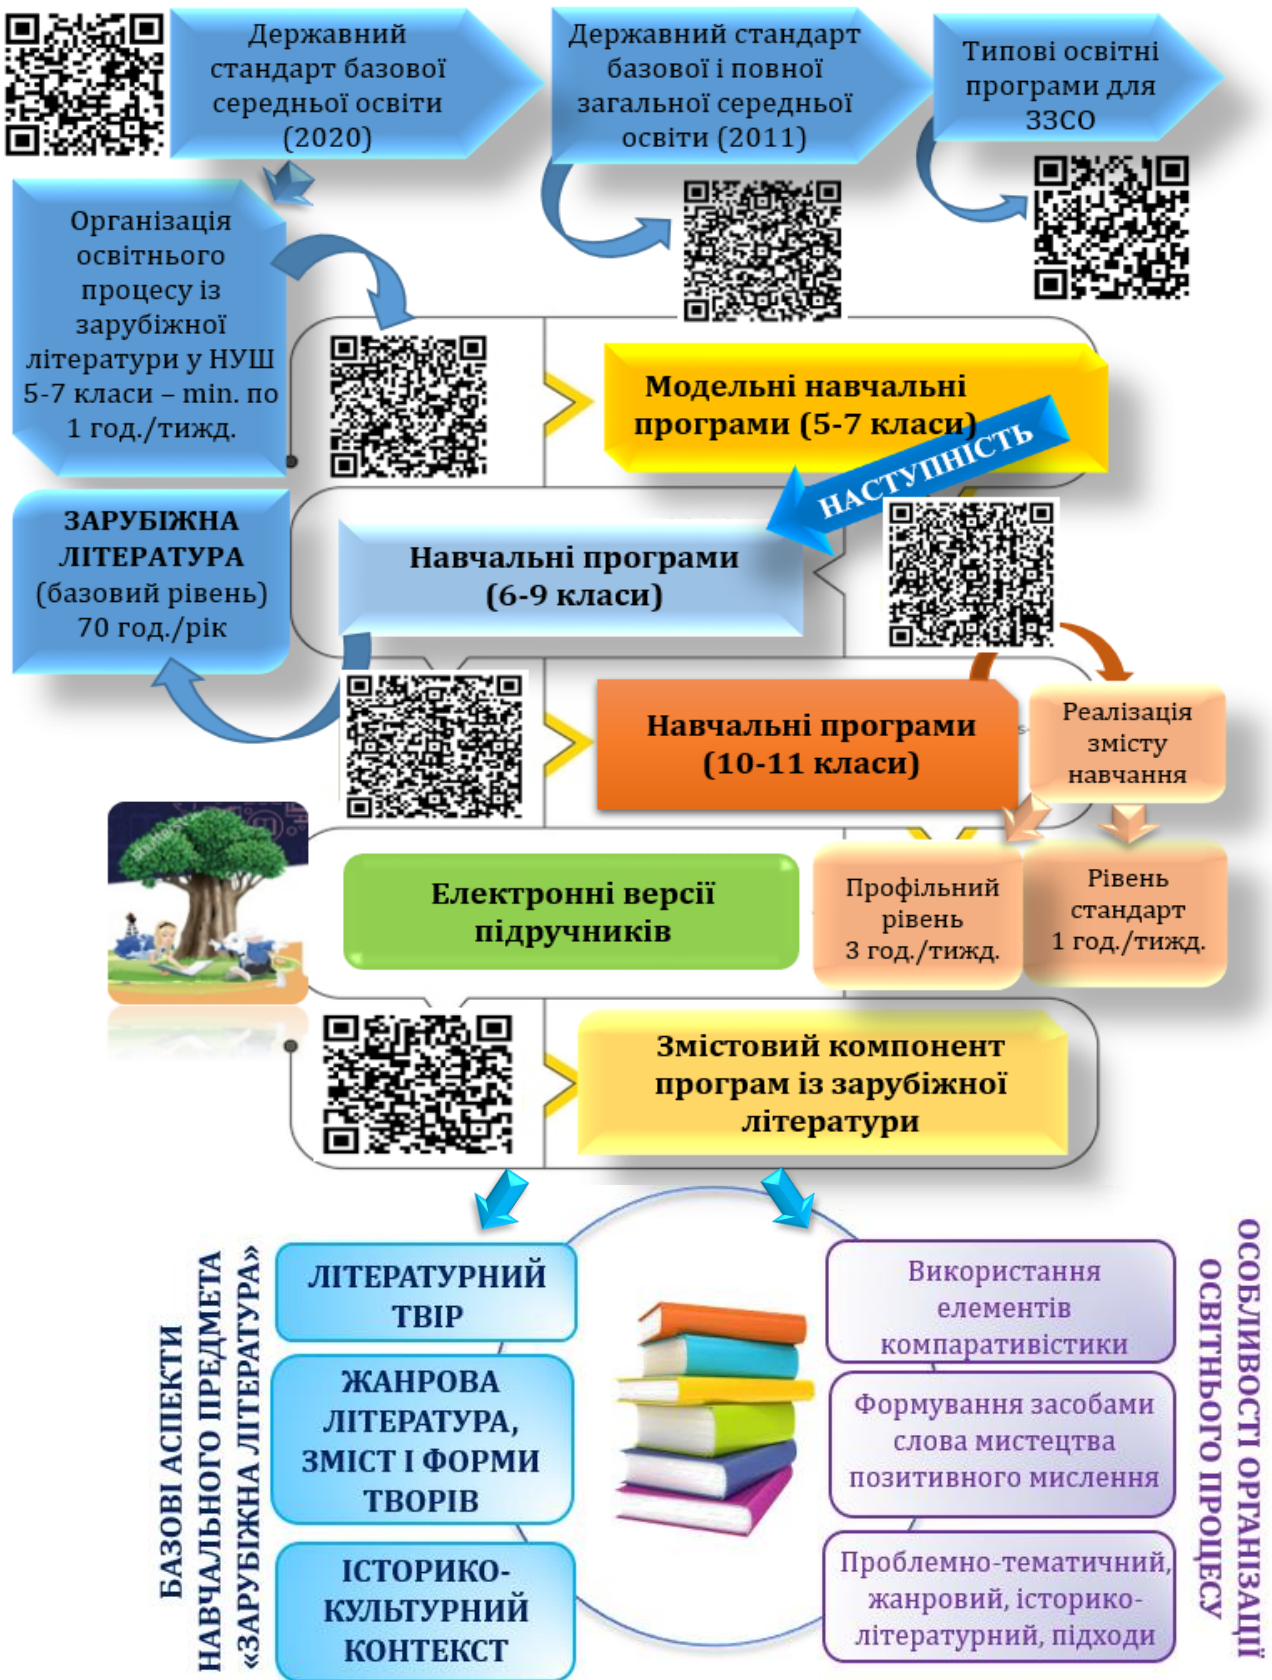 Державний
стандарт базової
середньої освіти
(2020)
Державний стандарт
базової і повної
загальної середньої
освіти (2011)
Типові освітні
програми для
ЗЗСО
Організація
освітнього
процесу із
зарубіжної
літератури у НУШ
5-7 класи – min. по
1 год./тижд.
Модельні навчальні
програми (5-7 класи)
НАСТУПНІСТЬ
ЗАРУБІЖНА
ЛІТЕРАТУРА
(базовий рівень)
70 год./рік
Навчальні програми
(6-9 класи)
Навчальні програми
(10-11 класи)
s-
Реалізація
змісту
навчання
Електронні версії
підручників
Профільний
рівень
3 год./тижд.
Рівень
стандарт
1 год./тижд.
Змістовий компонент
програм із зарубіжної
літератури
БАЗОВІ АСПЕКТИ
НАВЧАЛЬНОГО ПРЕДМЕТА
«ЗАРУБІЖНА ЛІТЕРАТУРА»
ЛІТЕРАТУРНИЙ
ТВІР
ЖАНРОВА
ЛІТЕРАТУРА,
ЗМІСТ І ФОРМИ
ТВОРІВ
ІСТОРИКО-
КУЛЬТУРНИЙ
КОНТЕКСТ
Використання
елементів
компаративістики
Формування засобами
слова мистецтва
позитивного мислення
Проблемно-тематичний,
жанровий, історико-
літературний, підходи
ОСОБЛИВОСТІ ОРГАНІЗАЦІЇ
ОСВІТНЬОГО ПРОЦЕСУ